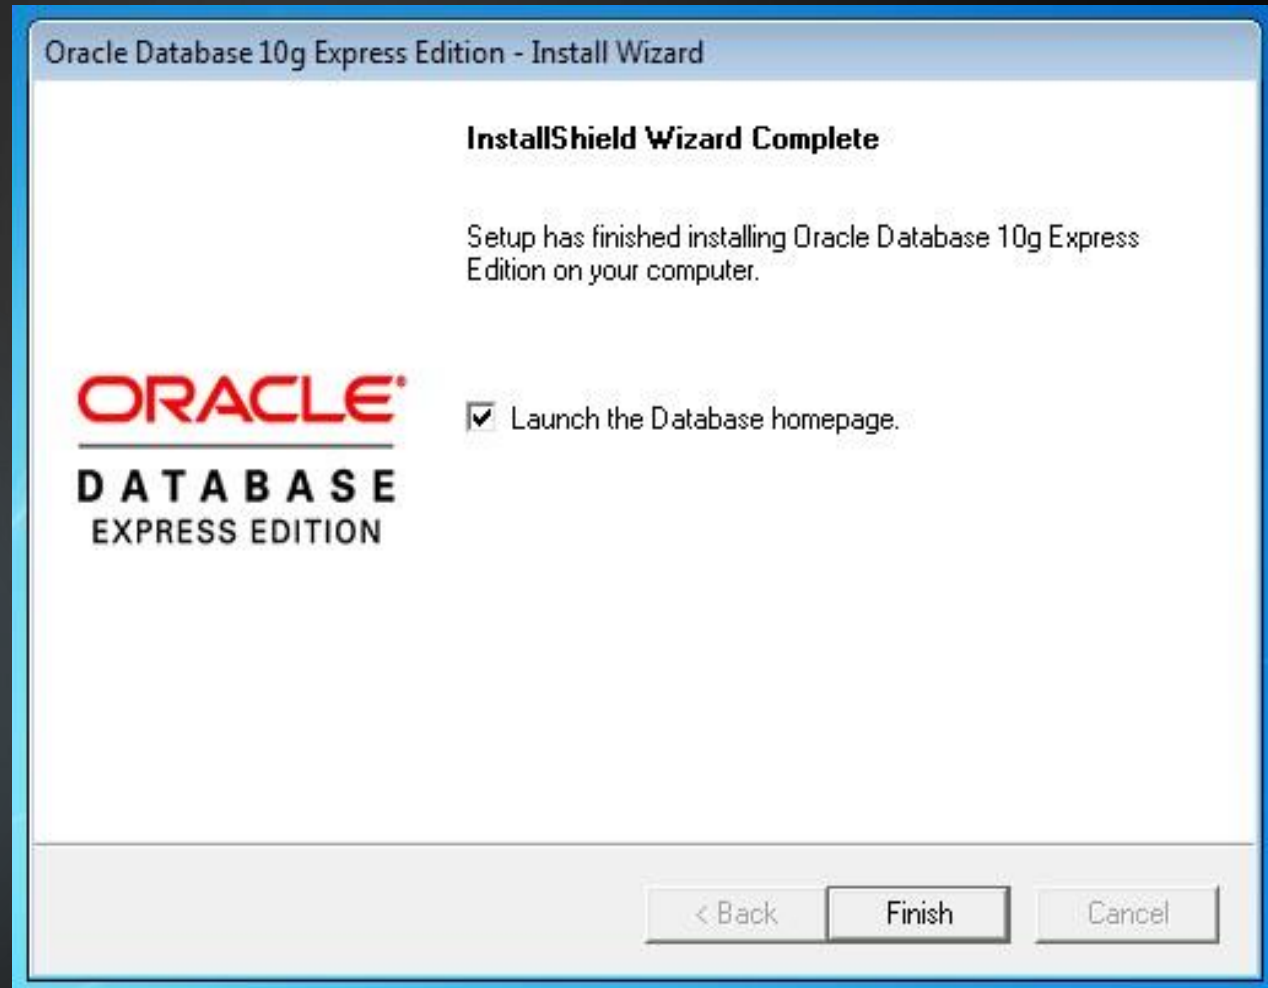 Oracle Database 10g Express Edition - Install Wizard
InstallShield Wizard Complete
Setup has finished installing Oracle Database 10g Express
Edition on your computer.
ORACLE
DATABASE
EXPRESS EDITION
Launch the Database homepage.
< Back
Finish
Cancel